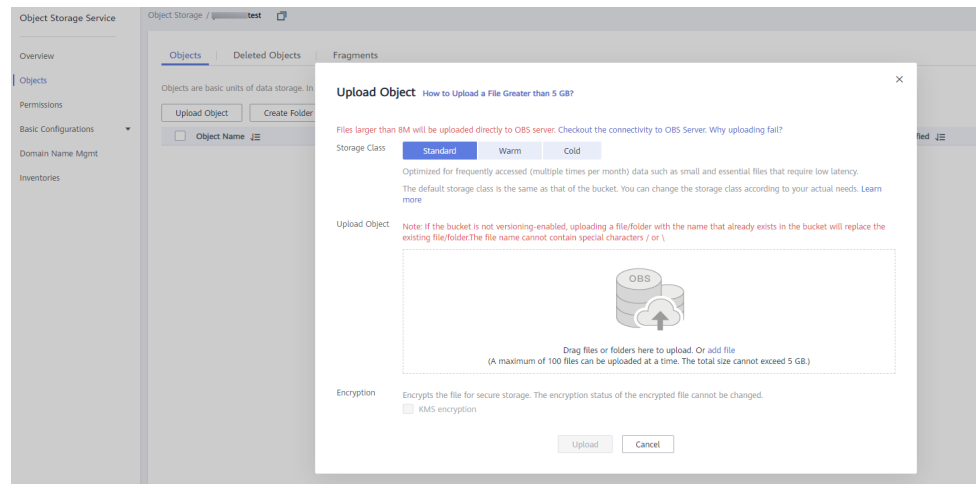 Object Storage Service
Object Storage / test
Overview
Objects
Permissions
Basic Configurations
Domain Name Mgmt
Inventories
Objects
Deleted Objects
Fragments
Objects are basic units of data storage. In
Upload Object
Create Folder
Object Name
fied
Upload Object How to Upload a File Greater than 5 GB?
Files larger than 8M will be uploaded directly to OBS server. Checkout the connectivity to OBS Server. Why uploading fail?
Storage Class
Standard
Warm
Cold
Optimized for frequently accessed (multiple times per month) data such as small and essential files that require low latency.
The default storage class is the same as that of the bucket. You can change the storage class according to your actual needs. Learn
more
Upload Object
Note: If the bucket is not versioning-enabled, uploading a file/folder with the name that already exists in the bucket will replace the
existing file/folder.The file name cannot contain special characters / or \
OBS
Drag files or folders here to upload. Or add file
(A maximum of 100 files can be uploaded at a time. The total size cannot exceed 5 GB.)
Encryption
Encrypts the file for secure storage. The encryption status of the encrypted file cannot be changed.
KMS encryption
Upload
Cancel